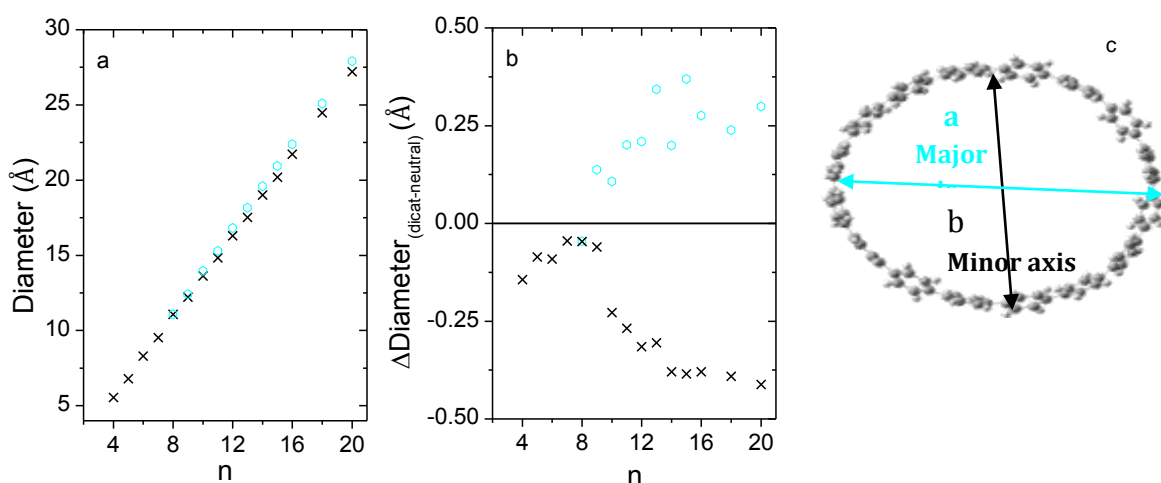 a
30
25
20
15
10
5
Diameter (Å)
4 8 12 16 20
n
b
0.50
0.25
0.00
-0.25
-0.50
ΔDiameter(dicat-neutral) (Å)
4 8 12 16 20
n
c
a
Major
b
Minor axis